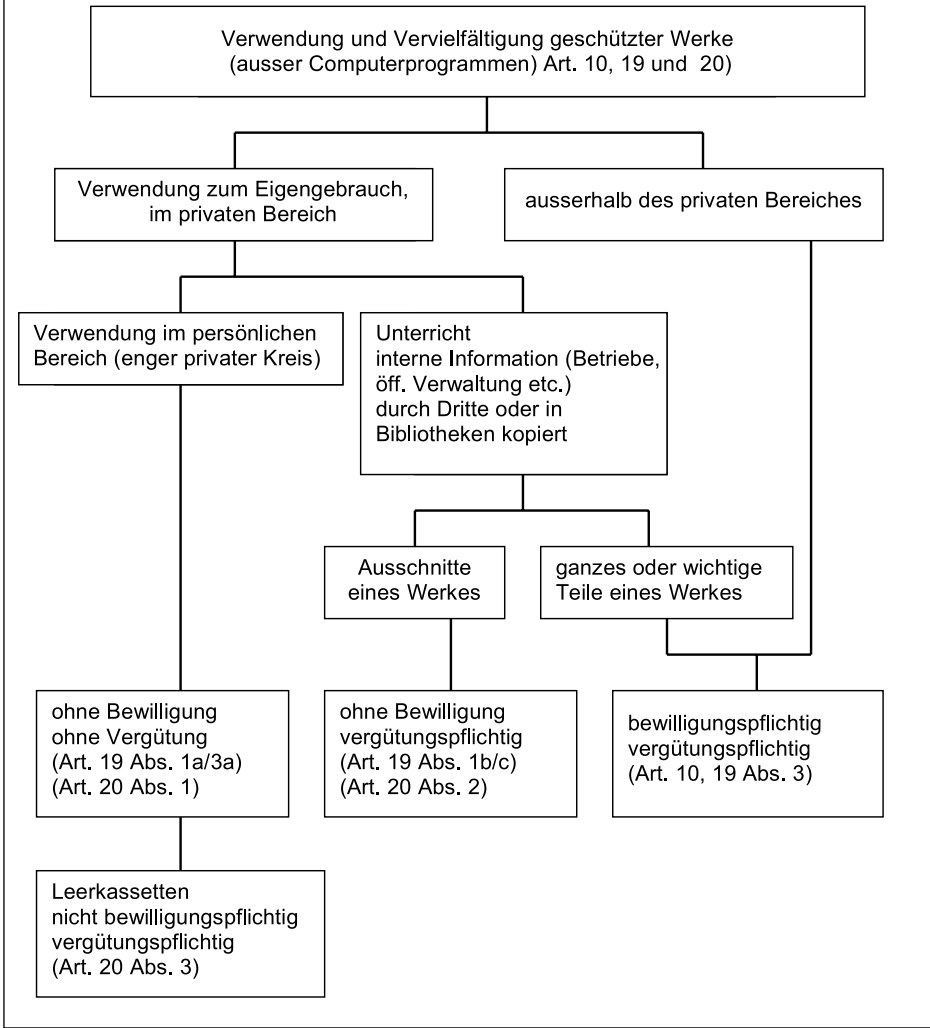 Verwendung und Vervielfältigung geschützter Werke
(ausser Computerprogrammen) Art. 10, 19 und 20)
Verwendung zum Eigengebrauch,
im privaten Bereich
ausserhalb des privaten Bereiches
Verwendung im persönlichen
Bereich (enger privater Kreis)
Unterricht
interne Information (Betriebe,
öff. Verwaltung etc.)
durch Dritte oder in
Bibliotheken kopiert
Ausschnitte
eines Werkes
ganzes oder wichtige
Teile eines Werkes
ohne Bewilligung
ohne Vergütung
(Art. 19 Abs. 1a/3a)
(Art. 20 Abs. 1)
ohne Bewilligung
vergütungspflichtig
(Art. 19 Abs. 1b/c)
(Art. 20 Abs. 2)
bewilligungspflichtig
vergütungspflichtig
(Art. 10, 19 Abs. 3)
Leerkassetten
nicht bewilligungspflichtig
vergütungspflichtig
(Art. 20 Abs. 3)